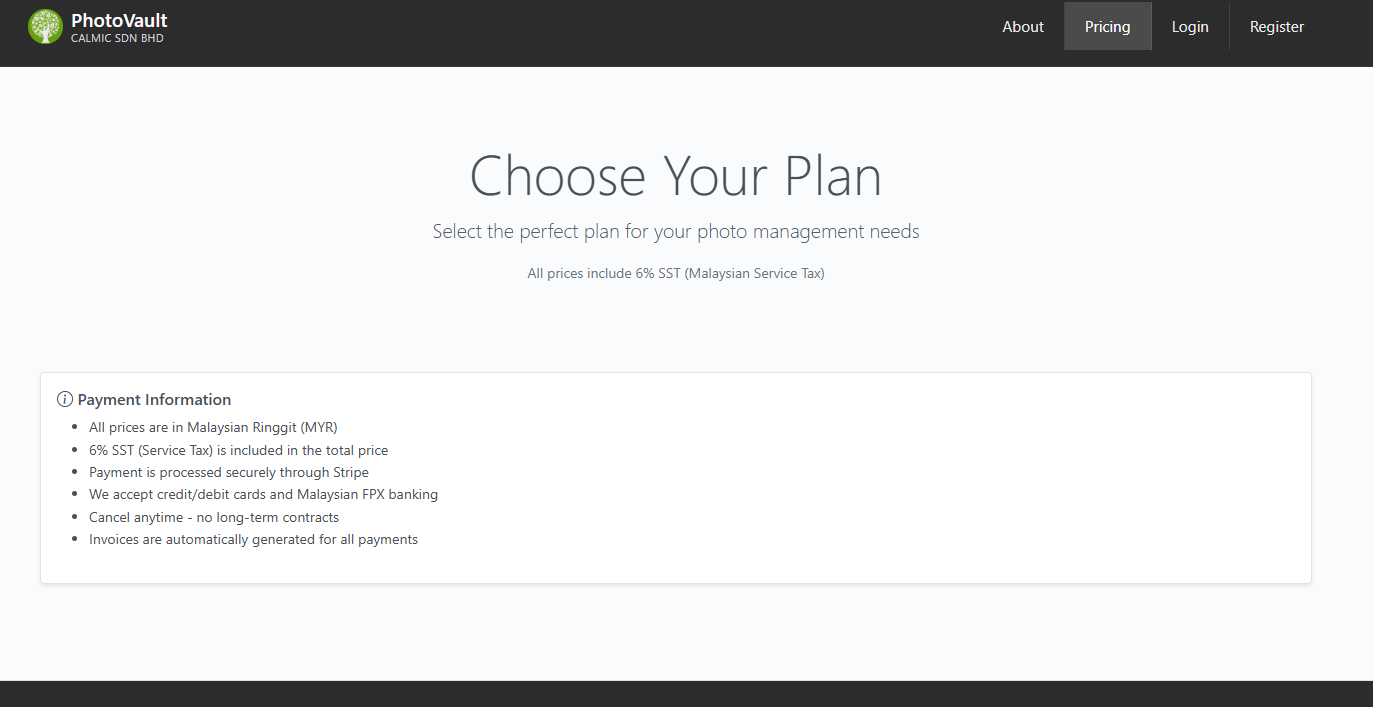 PhotoVault
CALMIC SDN BHD
About
Pricing
Login
Register
Choose Your Plan
Select the perfect plan for your photo management needs
All prices include 6% SST (Malaysian Service Tax)
Payment Information
All prices are in Malaysian Ringgit (MYR)
6% SST (Service Tax) is included in the total price
Payment is processed securely through Stripe
We accept credit/debit cards and Malaysian FPX banking
Cancel anytime - no long-term contracts
Invoices are automatically generated for all payments